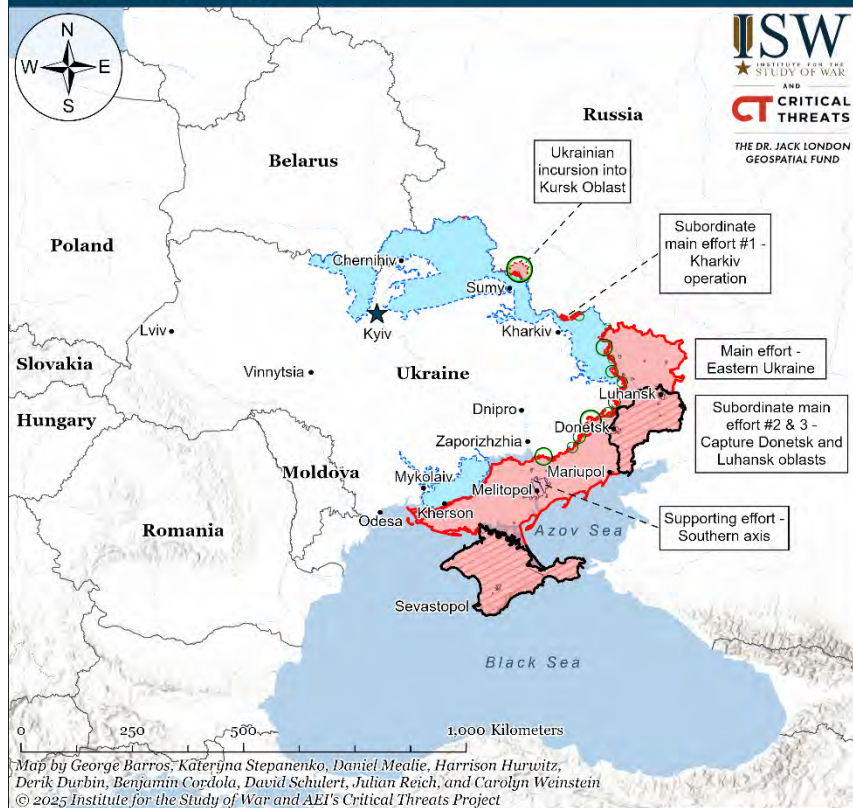 N
W E
S
ISW
INSTITUTE FOR THE
STUDY OF WAR
AND
CT CRITICAL
THREATS
THE DR. JACK LONDON
GEOSPATIAL FUND
Russia
Belarus
Ukrainian
incursion into
Kursk Oblast
Subordinate
main effort #1 -
Kharkiv
operation
Poland
Chernihiv
Sumy
Kyiv
Lviv
Kharkiv
Main effort -
Eastern Ukraine
Slovakia
Vinnytsia
Ukraine
Luhansk
Hungary
Dnipro
Donetsk
Subordinate main
effort #2 & 3 -
Capture Donetsk and
Luhansk oblasts
Zaporizhzhia
Moldova
Mykolaiv
Mariupol
Melitopol
Kherson
Odesa
Romania
Azov Sea
Supporting effort -
Southern axis
Sevastopol
Black Sea
0 250 500 1,000 Kilometers
Map by George Barros, Kateryna Stepanenko, Daniel Mealie, Harrison Hurwitz,
Derik Durbin, Benjamin Cordola, David Schulert, Julian Reich, and Carolyn Weinstein
© 2025 Institute for the Study of War and AEI's Critical Threats Project